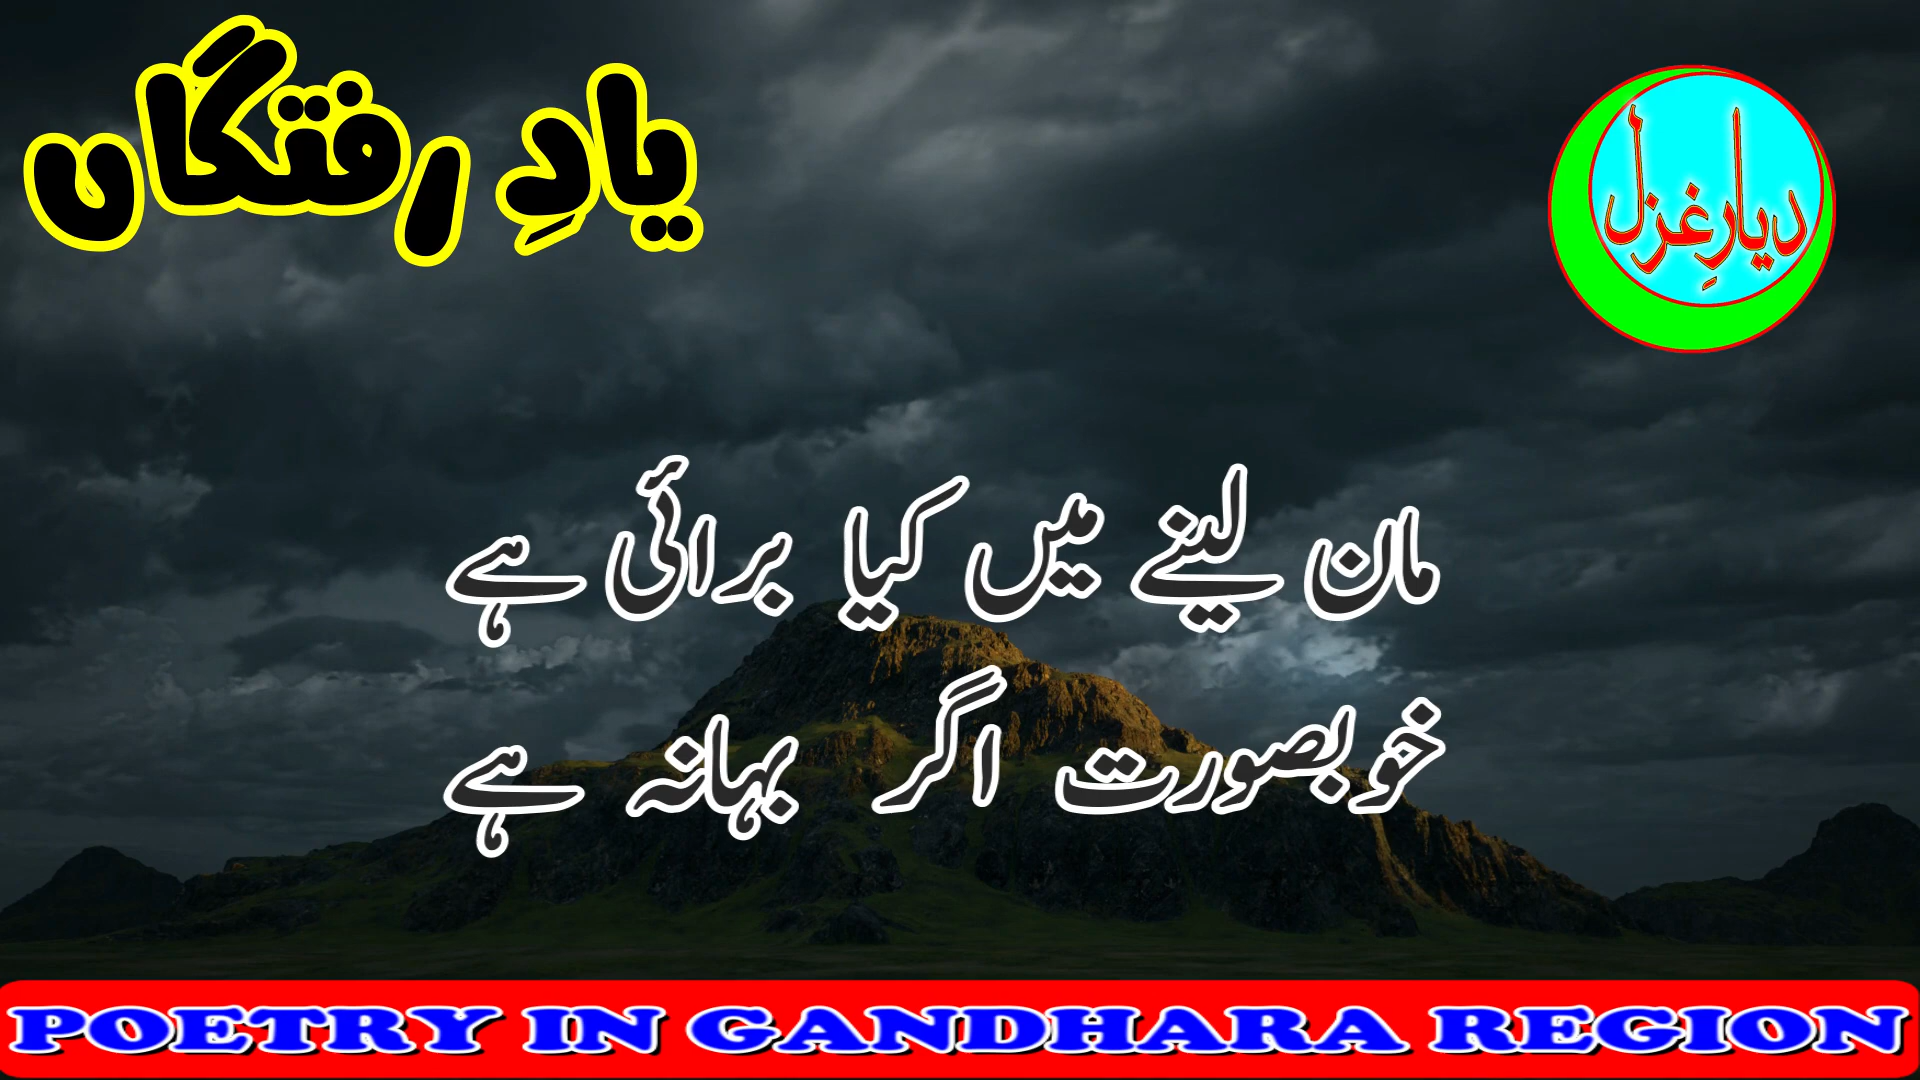 یادِ رفتگاں
دیارِ غزل
مان لینے میں کیا برائی ہے
خوبصورت اگر بہانہ ہے
POETRY IN GANDHARA REGION